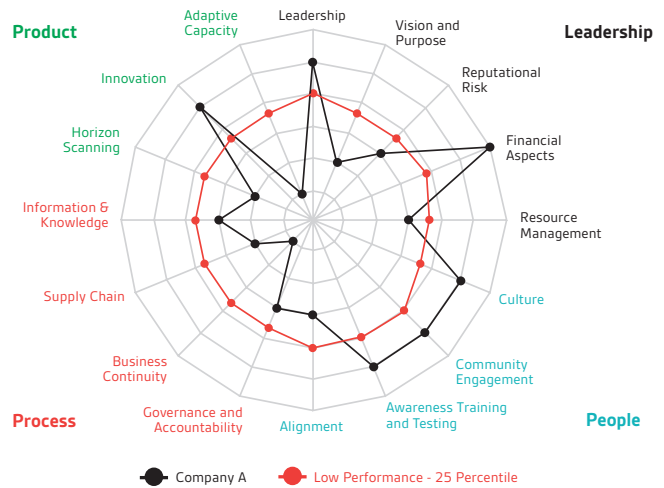 Product
Leadership
Adaptive
Capacity
Leadership
Vision and
Purpose
Innovation
Reputational
Risk
Horizon
Scanning
Financial
Aspects
Information &
Knowledge
Resource
Management
Supply Chain
Culture
Business
Continuity
Community
Engagement
Governance and
Accountability
Alignment
Awareness Training
and Testing
Process
People
Company A
Low Performance - 25 Percentile